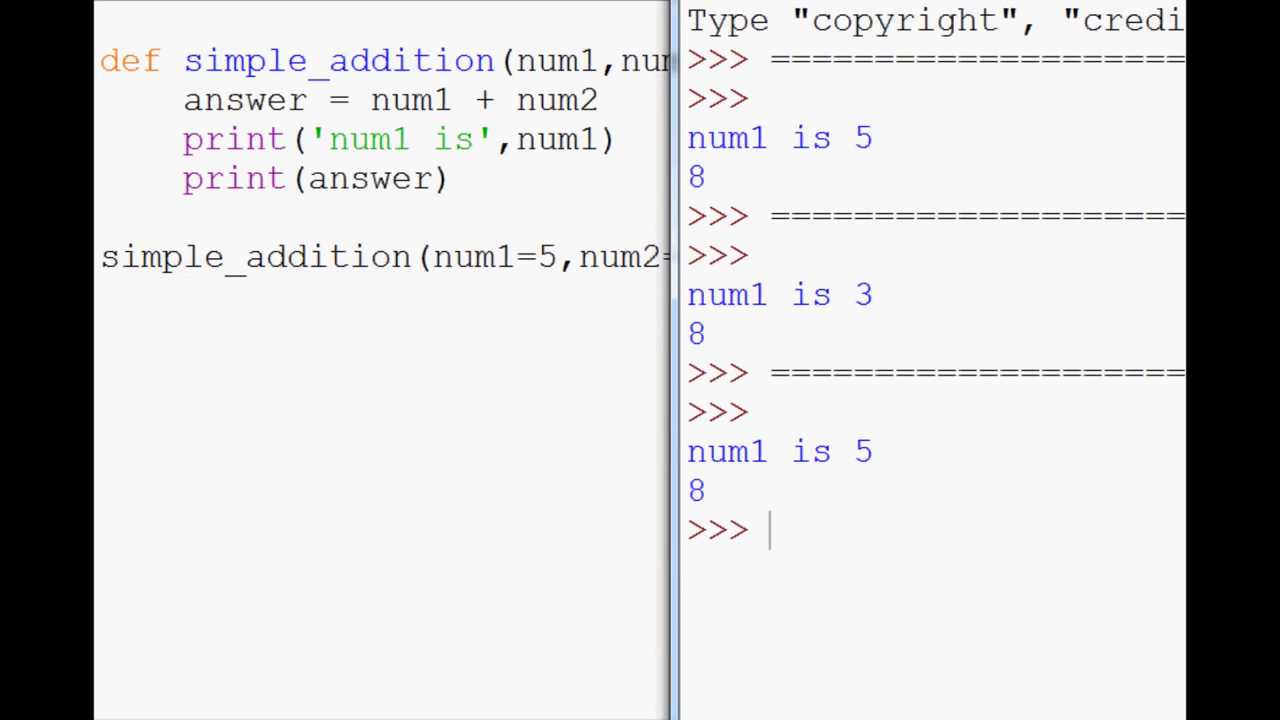 def simple_addition(num1,num
answer = num1 + num2
print('num1 is',num1)
print(answer)
simple_addition(num1=5,num2=
Type "copyright", "credi
>>> ====================
>>>
num1 is 5
8
>>> ====================
>>>
num1 is 3
8
>>> ====================
>>>
num1 is 5
8
>>>